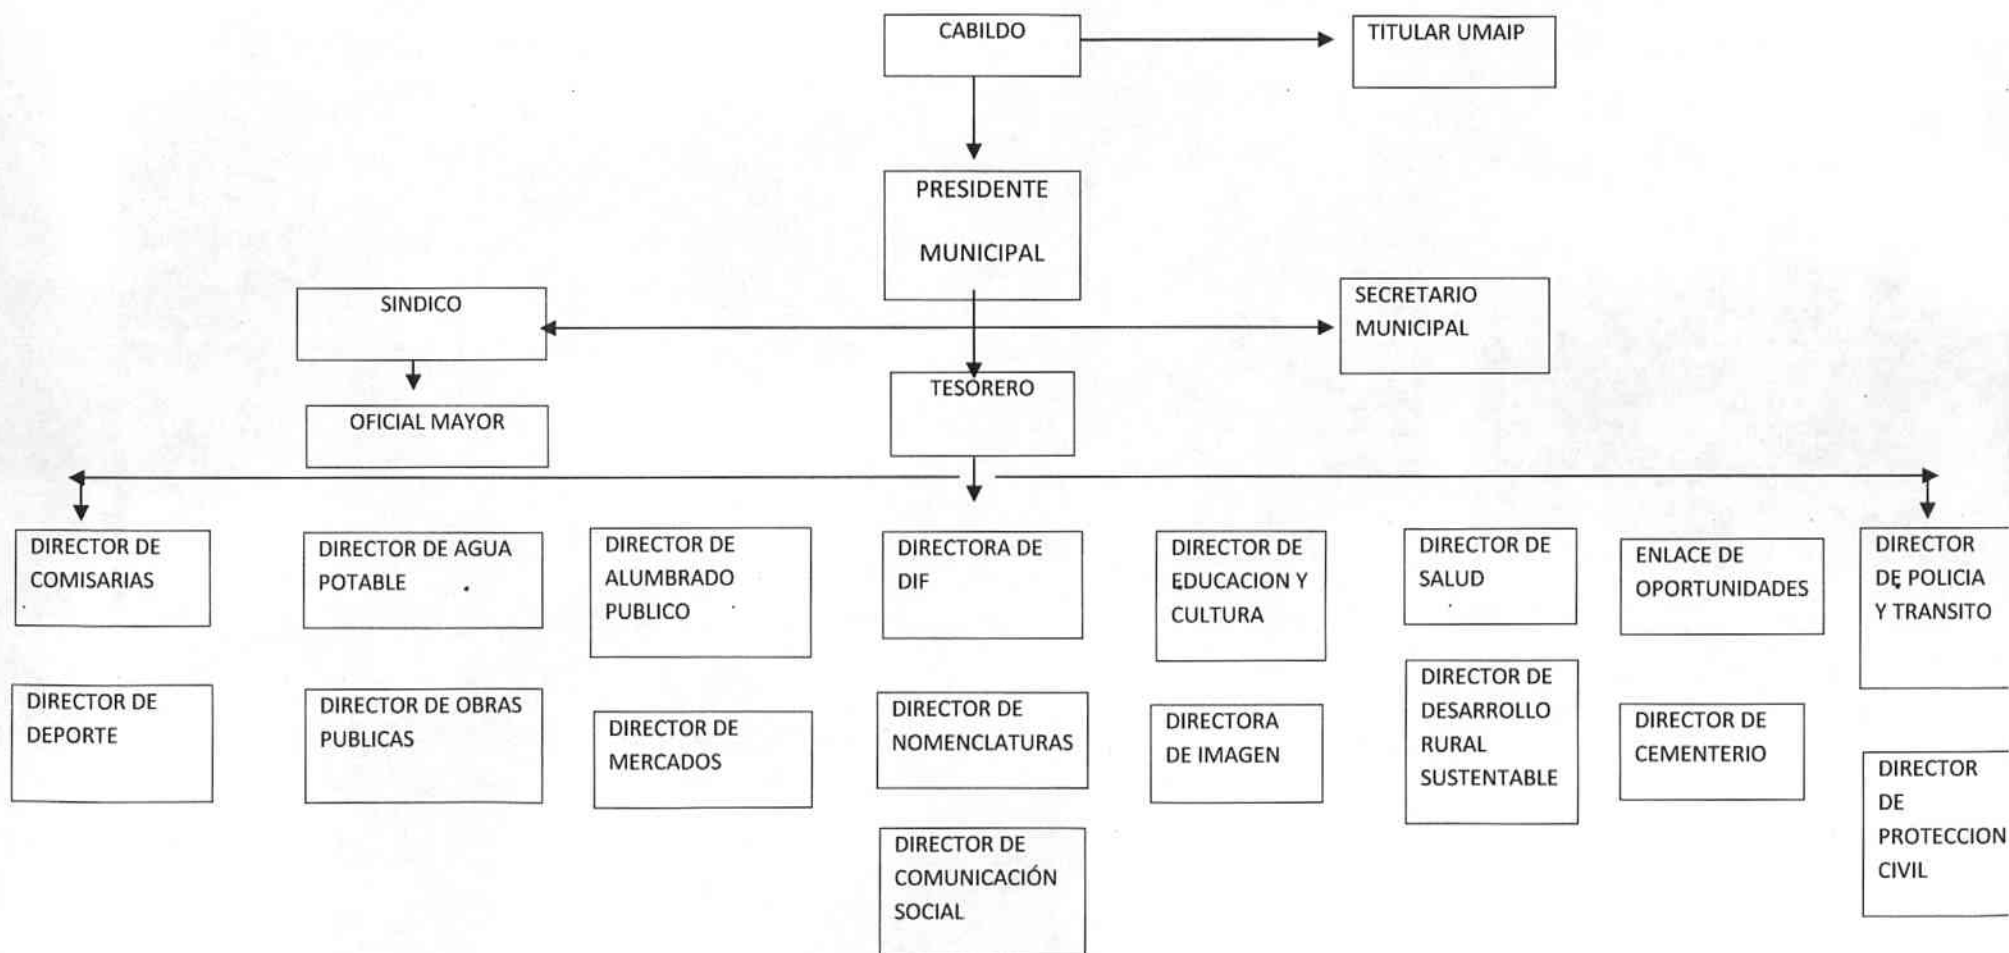 CABILDO
TITULAR UMAIP
PRESIDENTE
MUNICIPAL
SINDICO
SECRETARIO
MUNICIPAL
TESORERO
OFICIAL MAYOR
DIRECTOR DE
COMISARIAS
DIRECTOR DE AGUA
POTABLE
DIRECTOR DE
ALUMBRADO
PUBLICO
DIRECTORA DE
DIF
DIRECTOR DE
EDUCACION Y
CULTURA
DIRECTOR DE
SALUD
ENLACE DE
OPORTUNIDADES
DIRECTOR
DE POLICIA
Y TRANSITO
DIRECTOR DE
DEPORTE
DIRECTOR DE OBRAS
PUBLICAS
DIRECTOR DE
MERCADOS
DIRECTOR DE
NOMENCLATURAS
DIRECTORA
DE IMAGEN
DIRECTOR DE
DESARROLLO
RURAL
SUSTENTABLE
DIRECTOR DE
CEMENTERIO
DIRECTOR
DE
PROTECCION
CIVIL
DIRECTOR DE
COMUNICACIÓN
SOCIAL